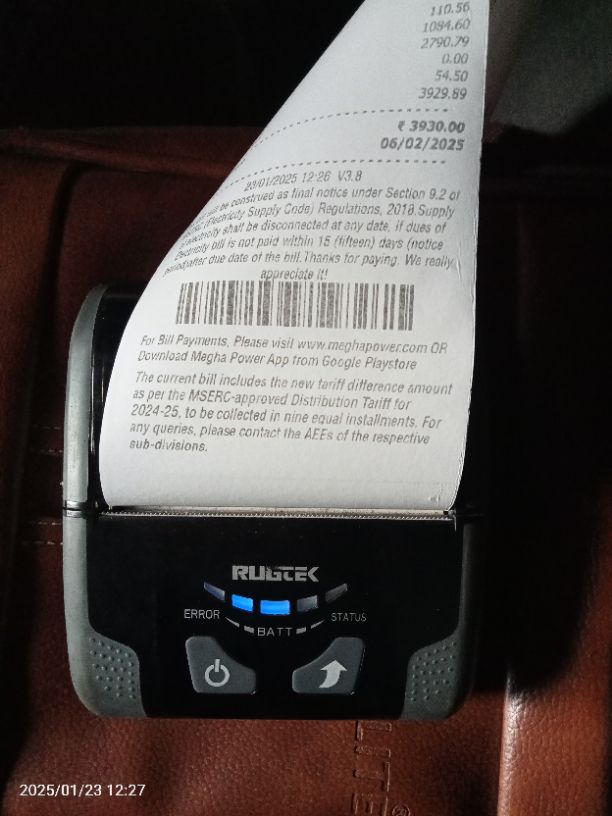 110.56
1084.60
2790.79
0.00
54.50
3929.89
₹ 3930.00
06/02/2025
23/01/2025 12:26 V3.8
be construed as final notice under Section 9.2 of
(Electricity Supply Code) Regulations, 2018.Supply
electricity shall be disconnected at any date, if dues of
Electricity bill is not paid within 15 (fifteen) days (notice
period)after due date of the bill.Thanks for paying. We really
appreciate it!
For Bill Payments, Please visit www.meghapower.com OR
Download Megha Power App from Google Playstore
The current bill includes the new tariff difference amount
as per the MSERC-approved Distribution Tariff for
2024-25, to be collected in nine equal installments. For
any queries, please contact the AEEs of the respective
sub-divisions.
RUGTEK
ERROR
STATUS
BATT
LITE®
2025/01/23 12:27